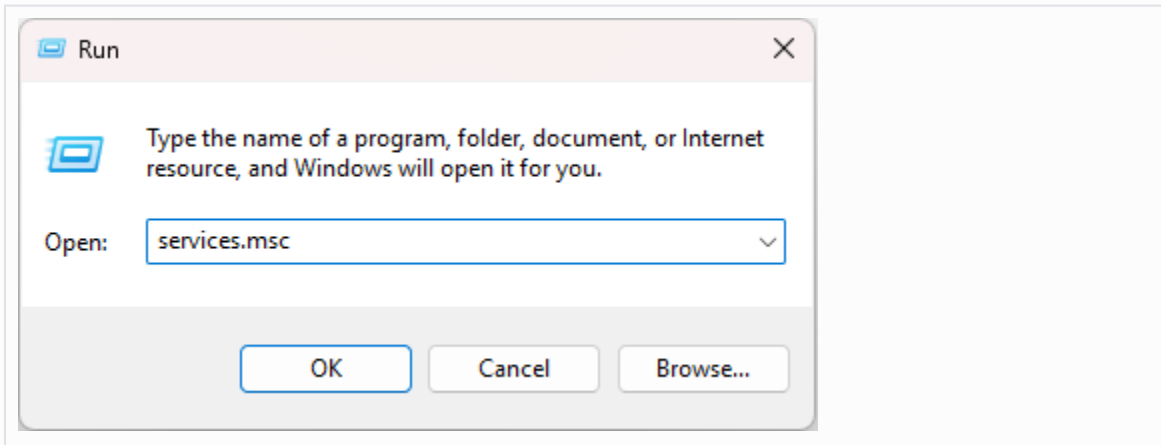 Run
Type the name of a program, folder, document, or Internet
resource, and Windows will open it for you.
Open:
services.msc
OK
Cancel
Browse...